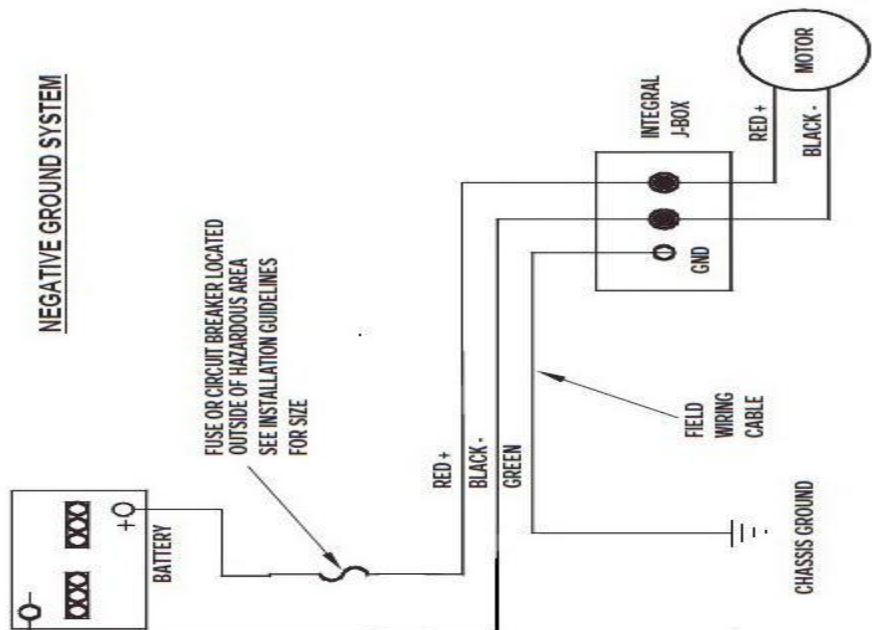 NEGATIVE GROUND SYSTEM
FUSE OR CIRCUIT BREAKER LOCATED
OUTSIDE OF HAZARDOUS AREA
SEE INSTALLATION GUIDELINES
FOR SIZE
+
-
BATTERY
RED +
BLACK -
GREEN
INTEGRAL
J-BOX
GND
RED +
BLACK -
MOTOR
FIELD
WIRING
CABLE
CHASSIS GROUND